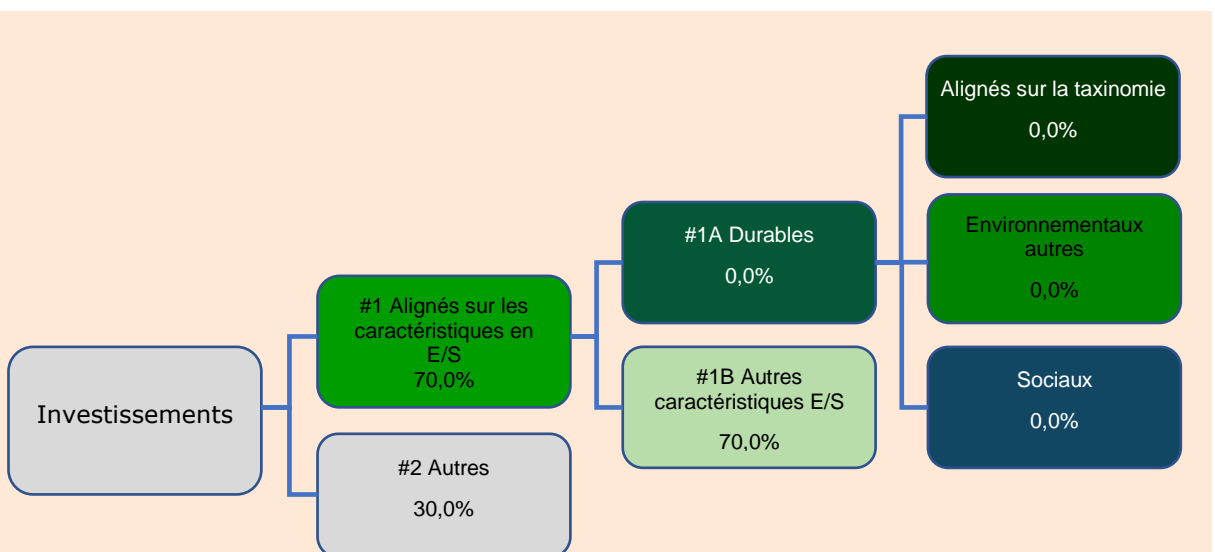 Investissements
#1 Alignés sur les
caractéristiques en
E/S
70,0%
#2 Autres
30,0%
#1A Durables
0,0%
#1B Autres
caractéristiques E/S
70,0%
Alignés sur la taxinomie
0,0%
Environnementaux
autres
0,0%
Sociaux
0,0%